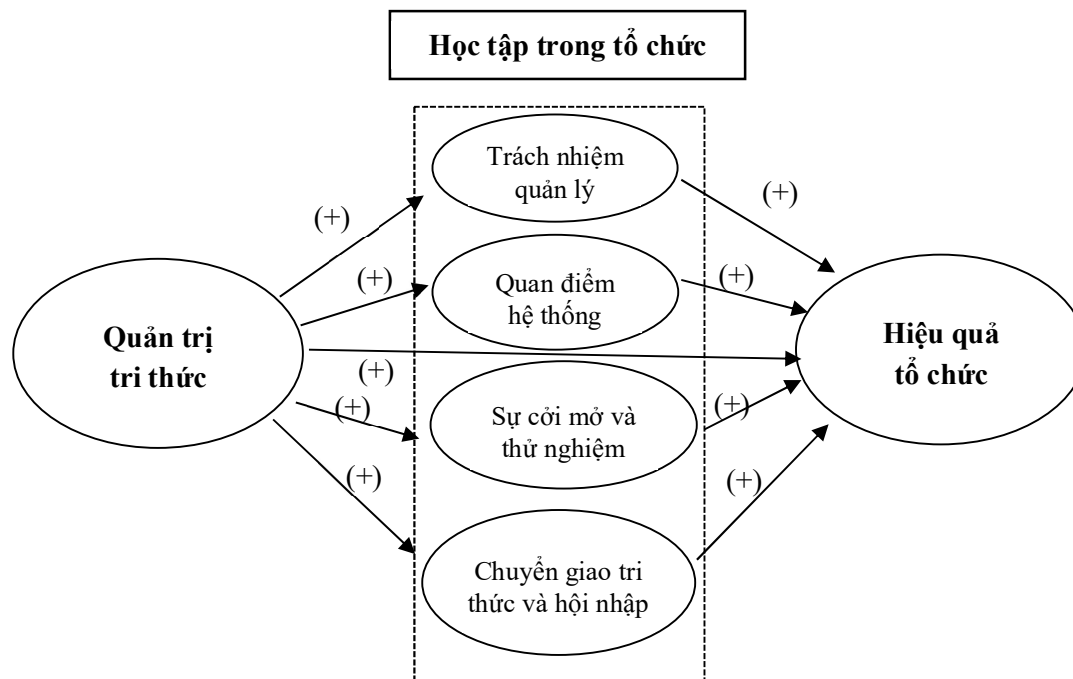 Học tập trong tổ chức
Trách nhiệm
quản lý
(+)
(+)
(+)
Quan điểm
hệ thống
(+)
Quản trị
tri thức
Hiệu quả
tổ chức
(+)
(+)
Sự cởi mở và
thử nghiệm
(+)
(+)
(+)
Chuyển giao tri
thức và hội nhập